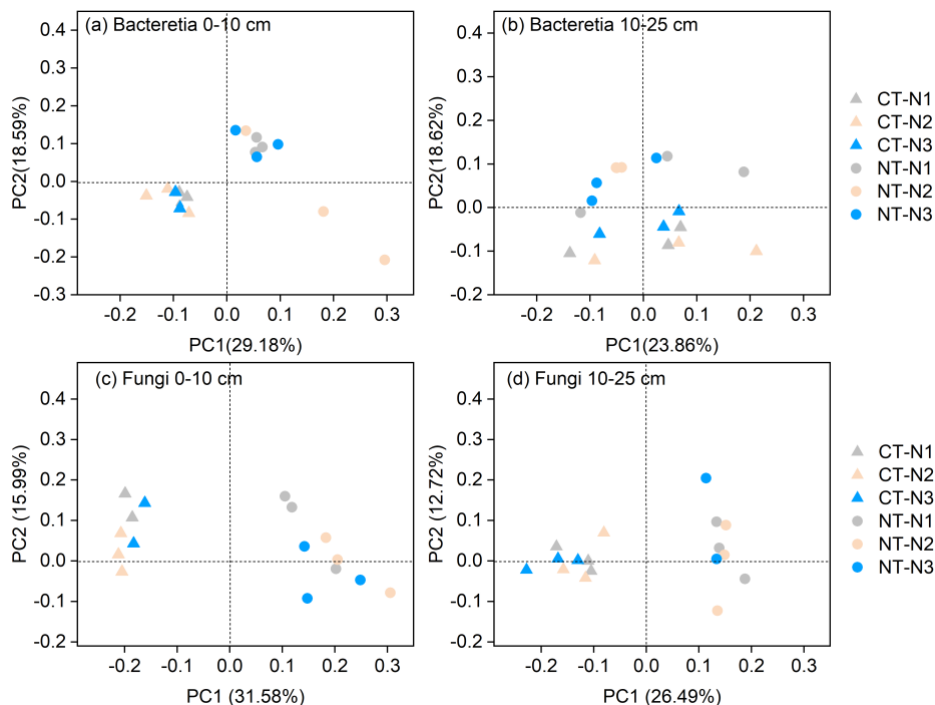 (a) Bacteretia 0-10 cm
0.4
0.3
0.2
0.1
0.0
-0.1
-0.2
-0.3
PC2(18.59%)
-0.2 -0.1 0.0 0.1 0.2 0.3
PC1(29.18%)
(b) Bacteretia 10-25 cm
0.4
0.3
0.2
0.1
0.0
-0.1
-0.2
PC2(18.62%)
-0.2 -0.1 0.0 0.1 0.2 0.3
PC1(23.86%)
CT-N1
CT-N2
CT-N3
NT-N1
NT-N2
NT-N3
(c) Fungi 0-10 cm
0.4
0.3
0.2
0.1
0.0
-0.1
-0.2
PC2 (15.99%)
-0.2 -0.1 0.0 0.1 0.2 0.3
PC1 (31.58%)
(d) Fungi 10-25 cm
0.4
0.3
0.2
0.1
0.0
-0.1
-0.2
PC2 (12.72%)
-0.2 -0.1 0.0 0.1 0.2 0.3
PC1 (26.49%)
CT-N1
CT-N2
CT-N3
NT-N1
NT-N2
NT-N3